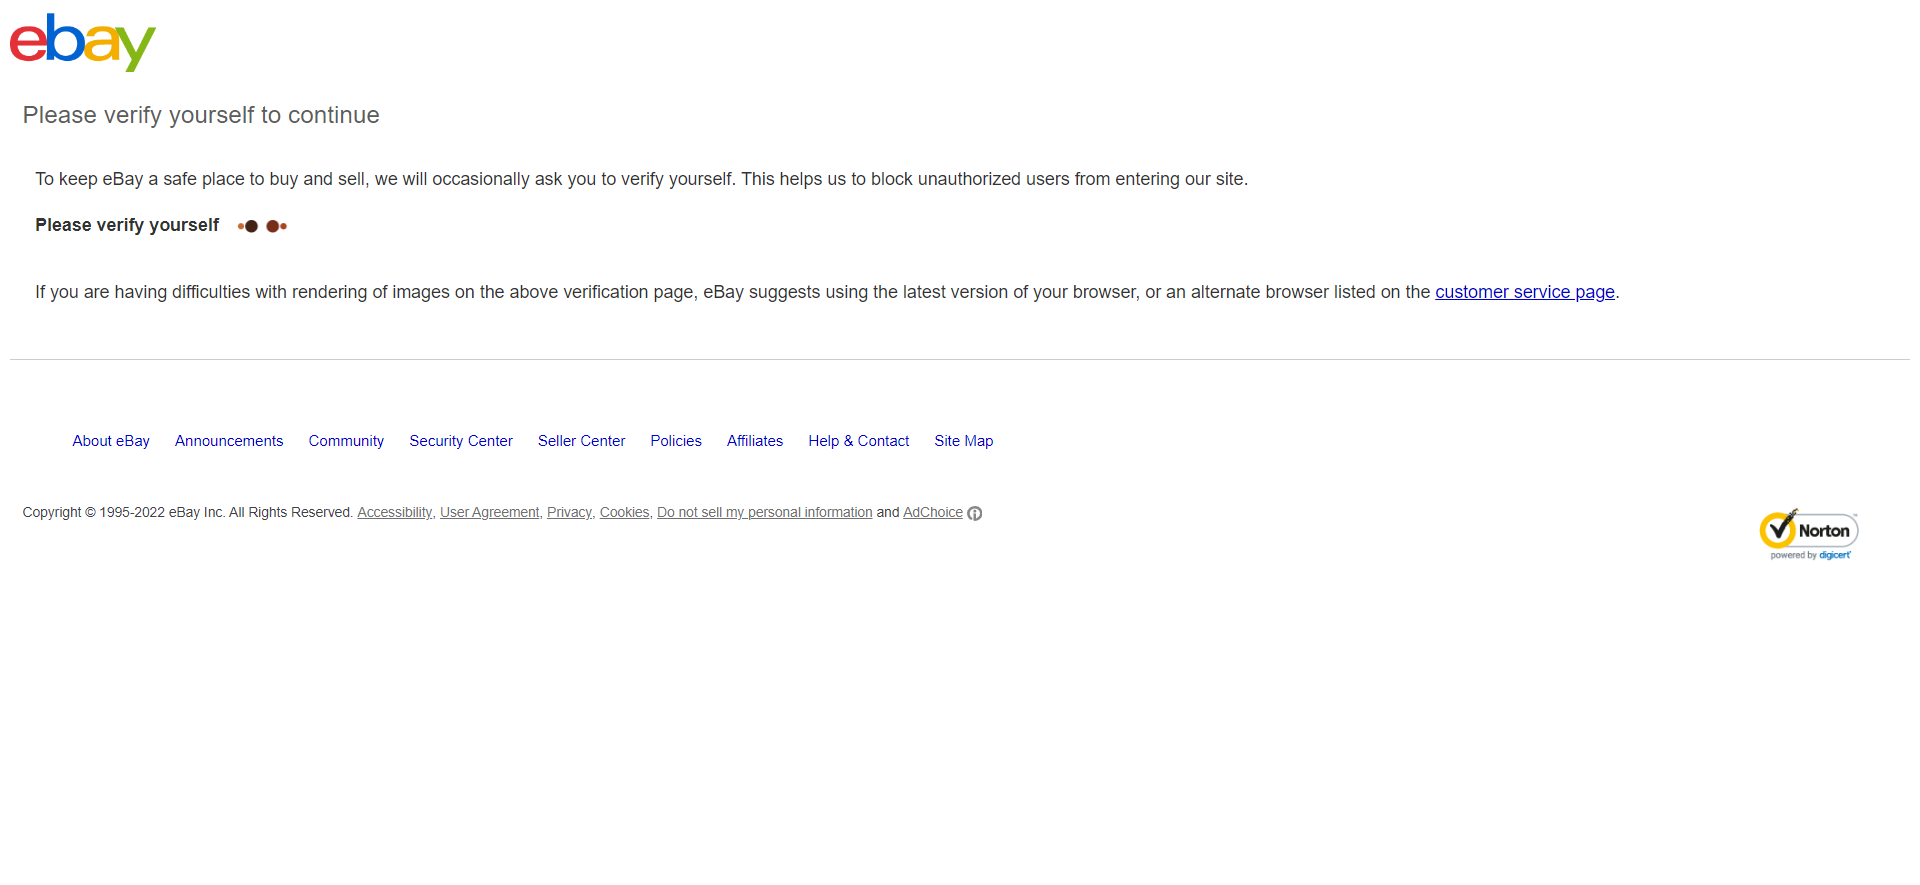 ebay
Please verify yourself to continue
To keep eBay a safe place to buy and sell, we will occasionally ask you to verify yourself. This helps us to block unauthorized users from entering our site.
Please verify yourself
If you are having difficulties with rendering of images on the above verification page, eBay suggests using the latest version of your browser, or an alternate browser listed on the customer service page.
About eBay Announcements Community Security Center Seller Center Policies Affiliates Help & Contact Site Map
Copyright © 1995-2022 eBay Inc. All Rights Reserved. Accessibility, User Agreement, Privacy, Cookies, Do not sell my personal information and AdChoice
Norton
powered by digicert